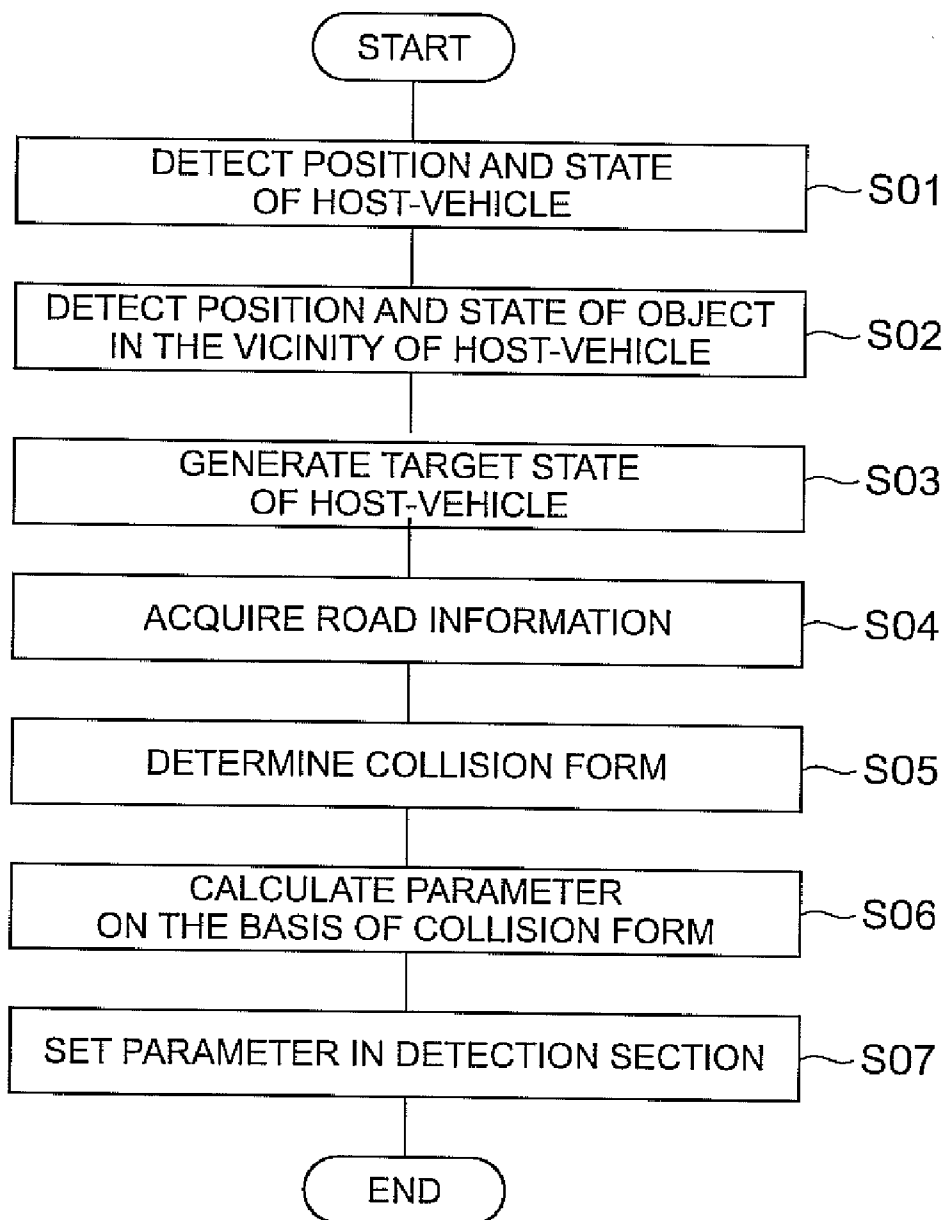 START
DETECT POSITION AND STATE
OF HOST-VEHICLE
S01
DETECT POSITION AND STATE OF OBJECT
IN THE VICINITY OF HOST-VEHICLE
S02
GENERATE TARGET STATE
OF HOST-VEHICLE
S03
ACQUIRE ROAD INFORMATION
S04
DETERMINE COLLISION FORM
S05
CALCULATE PARAMETER
ON THE BASIS OF COLLISION FORM
S06
SET PARAMETER IN DETECTION SECTION
S07
END